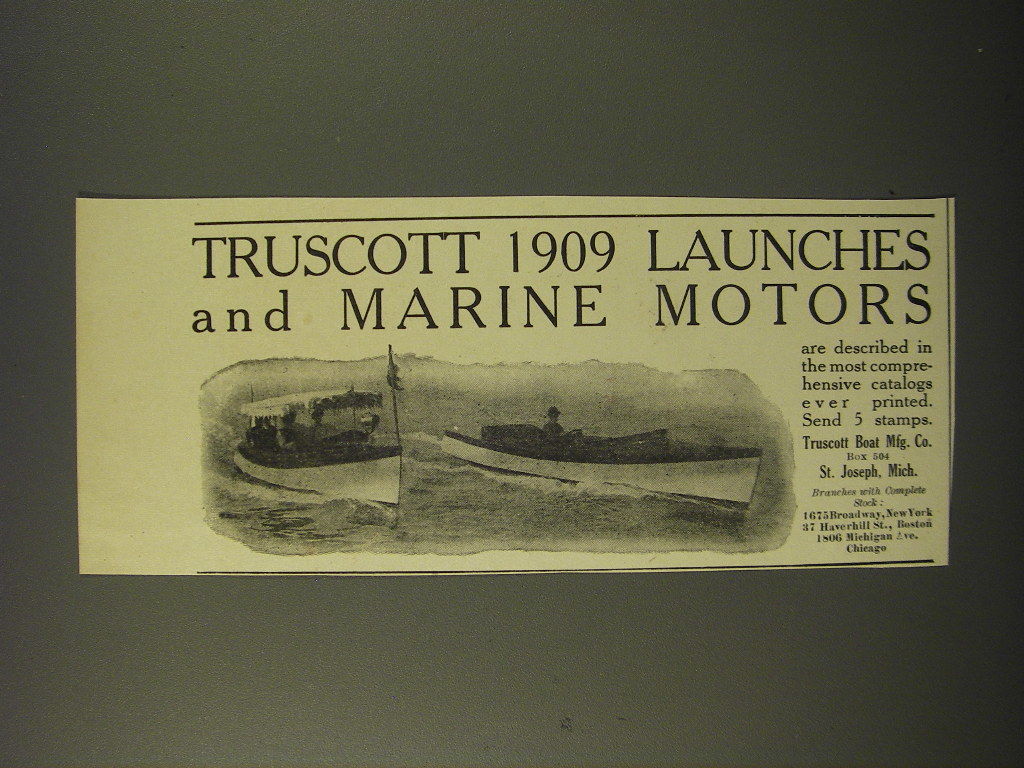 TRUSCOTT 1909 LAUNCHES
and MARINE MOTORS
are described in
the most compre-
hensive catalogs
ever printed.
Send 5 stamps.
Truscott Boat Mfg. Co.
Box 504
St. Joseph, Mich.
Branches with Complete
Stock:
1675 Broadway, New York
37 Haverhill St., Boston
1806 Michigan Ave.
Chicago